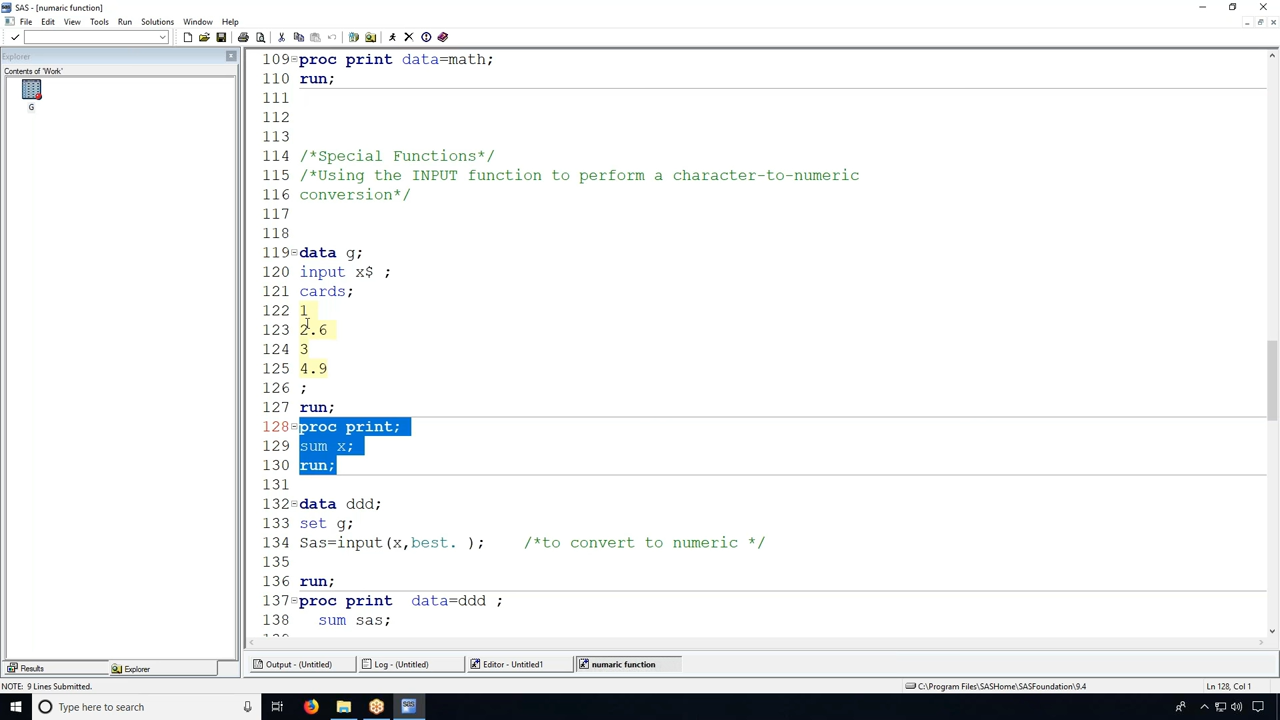 SAS - [numaric function]
File Edit View Tools Run Solutions Window Help
Explorer
Contents of 'Work'
G
109 proc print data=math;
110 run;
111
112
113
114 /*Special Functions*/
115 /*Using the INPUT function to perform a character-to-numeric
116 conversion*/
117
118
119 data g;
120 input x$ ;
121 cards;
122 1
123 2.6
124 3
125 4.9
126 ;
127 run;
128 proc print;
129 sum x;
130 run;
131
132 data ddd;
133 set g;
134 Sas=input(x,best. ); /*to convert to numeric */
135
136 run;
137 proc print data=ddd ;
138 sum sas;
Results Explorer
Output - (Untitled) Log - (Untitled) Editor - Untitled1 numaric function
NOTE: 9 Lines Submitted. C:\Program Files\SASHome\SASFoundation\9.4 Ln 128, Col 1
Type here to search